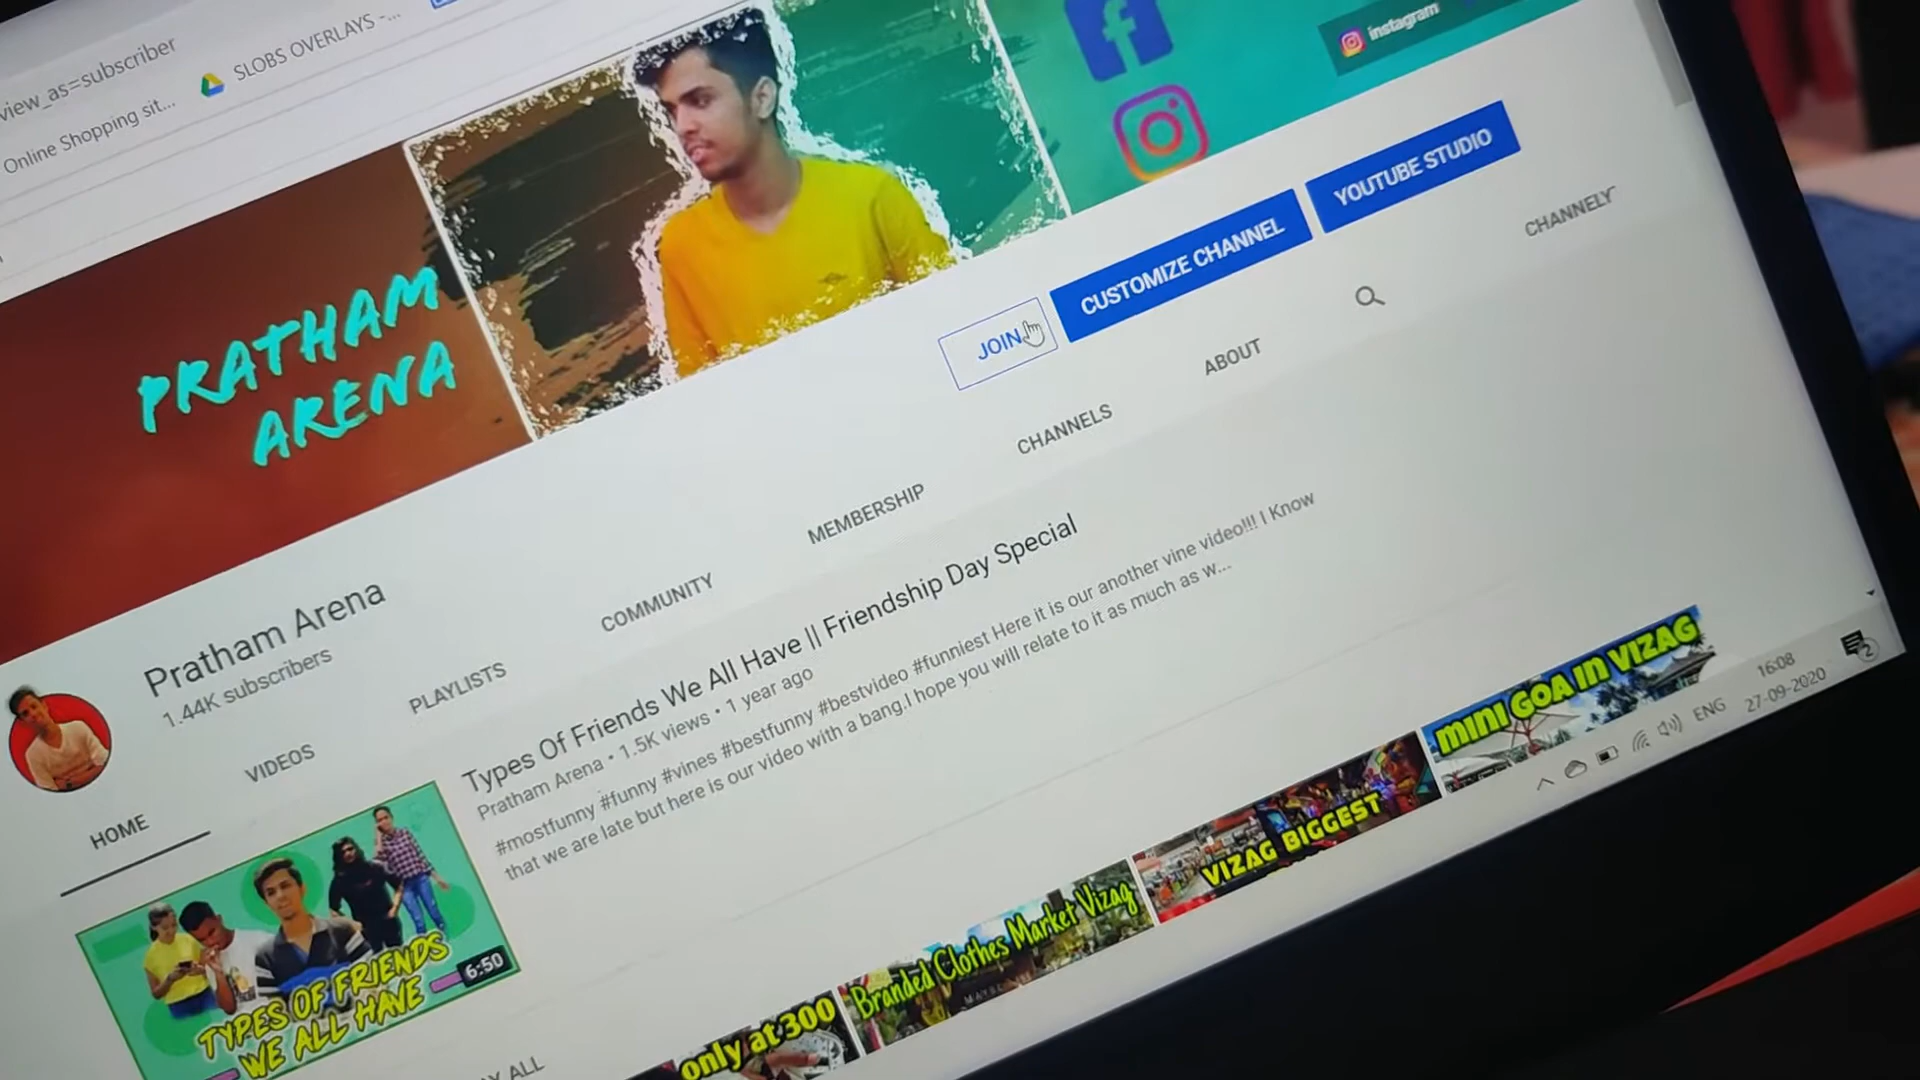 view_as=subscriber
Online Shopping sit...
SLOBS OVERLAYS -...
instagram
PRATHAM
ARENA
JOIN
CUSTOMIZE CHANNEL
YOUTUBE STUDIO
Pratham Arena
1.44K subscribers
HOME
VIDEOS
PLAYLISTS
COMMUNITY
MEMBERSHIP
CHANNELS
ABOUT
CHANNELY
Types Of Friends We All Have || Friendship Day Special
Pratham Arena • 1.5K views • 1 year ago
#mostfunny #funny #vines #bestfunny #bestvideo #funniest Here it is our another vine video!!! I Know
that we are late but here is our video with a bang.I hope you will relate to it as much as w...
TYPES OF FRIENDS
WE ALL HAVE
6:50
ALL
only at 300
Branded Clothes Market Vizag
VIZAG BIGGEST
MINI GOA IN VIZAG
ENG
16:08
27-09-2020
2